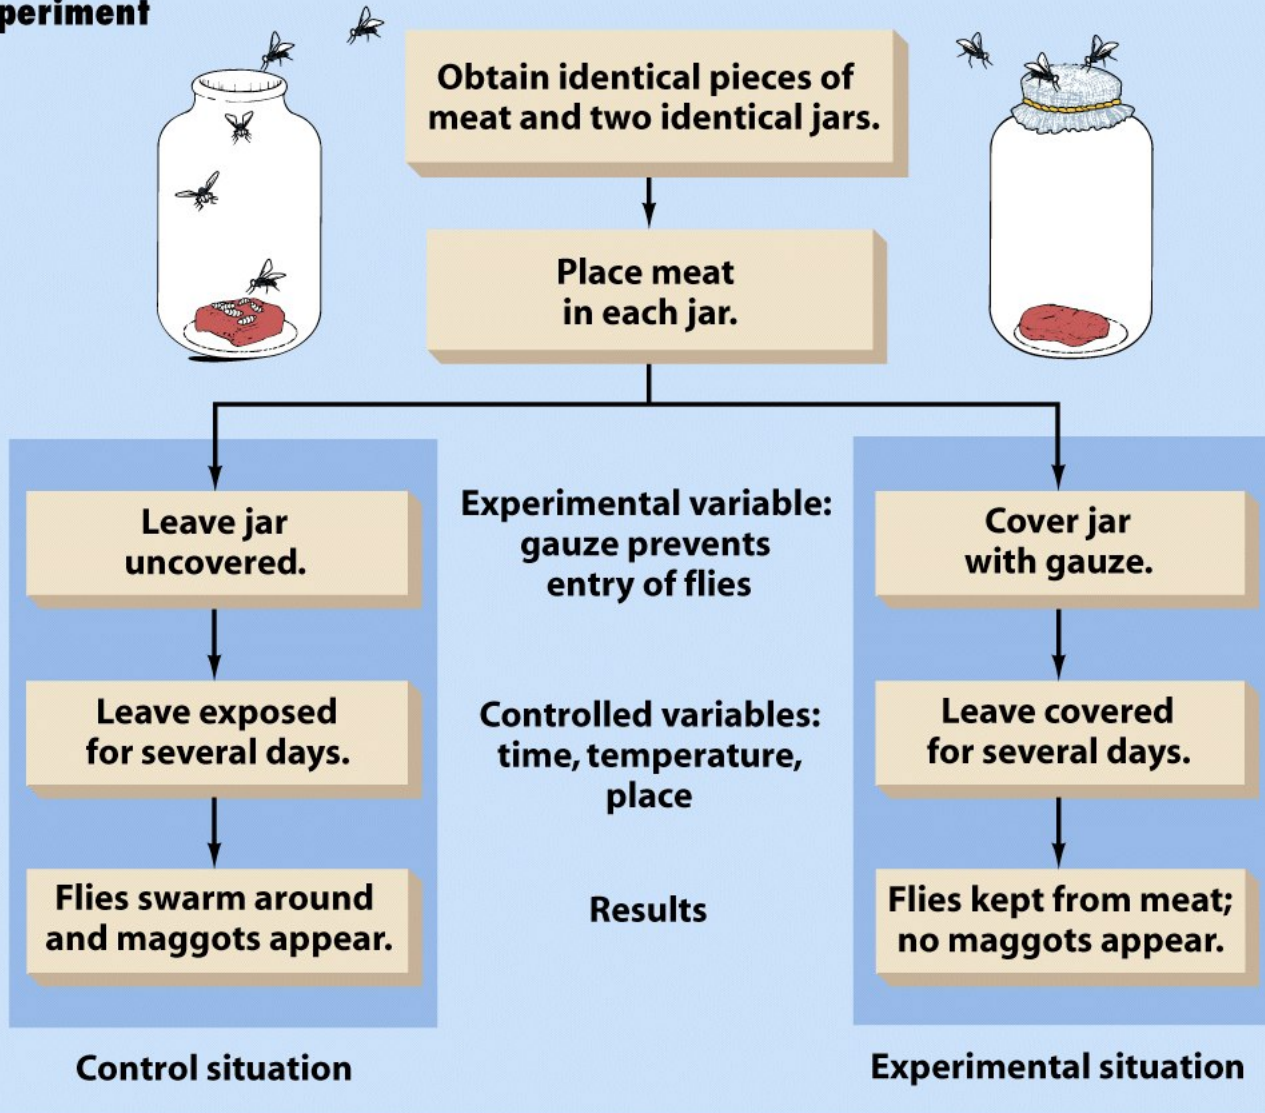 periment
Obtain identical pieces of
meat and two identical jars.
Place meat
in each jar.
Leave jar
uncovered.
Experimental variable:
gauze prevents
entry of flies
Cover jar
with gauze.
Leave exposed
for several days.
Controlled variables:
time, temperature,
place
Leave covered
for several days.
Flies swarm around
and maggots appear.
Results
Flies kept from meat;
no maggots appear.
Control situation
Experimental situation